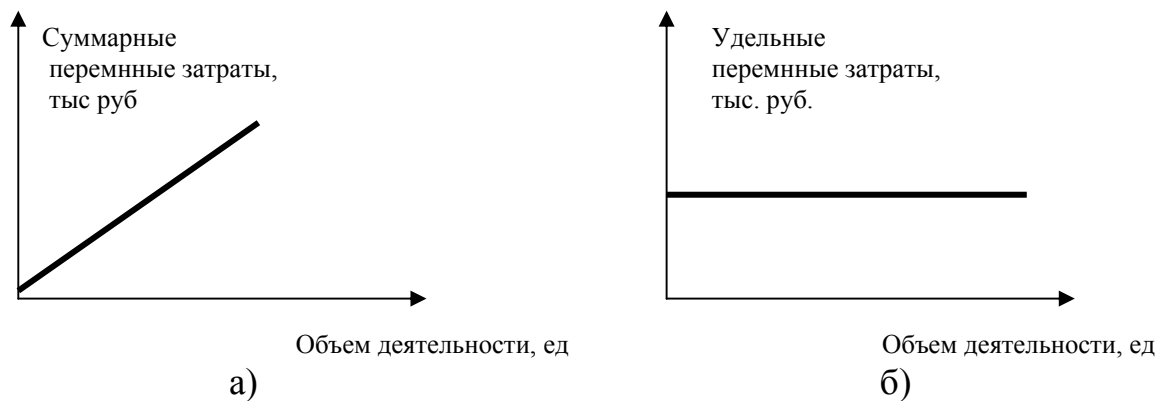 Суммарные
перемнные затраты,
тыс руб
Объем деятельности, ед
а)
Удельные
перемнные затраты,
тыс. руб.
Объем деятельности, ед
б)